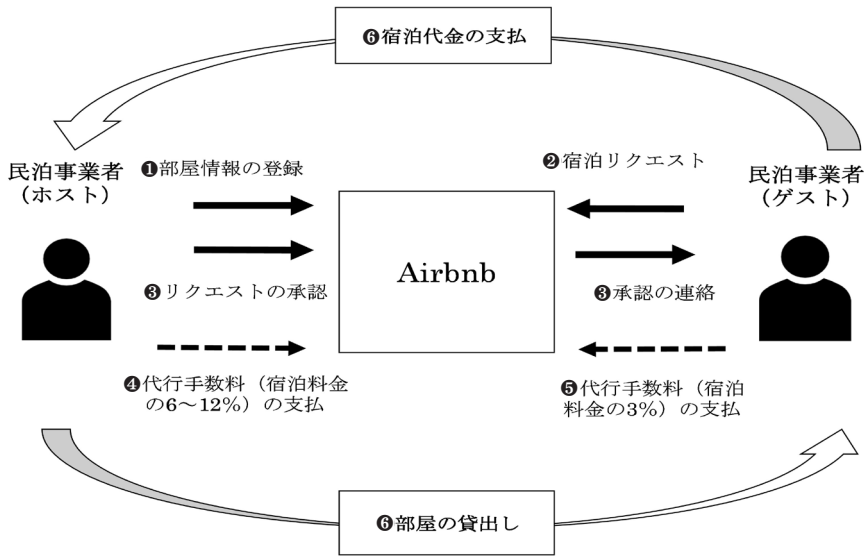 ❻宿泊代金の支払
民泊事業者
（ホスト）
❶部屋情報の登録
❷宿泊リクエスト
民泊事業者
（ゲスト）
Airbnb
❸リクエストの承認
❸承認の連絡
❹代行手数料（宿泊料金
の6～12%）の支払
❺代行手数料（宿泊
料金の3%）の支払
❻部屋の貸出し